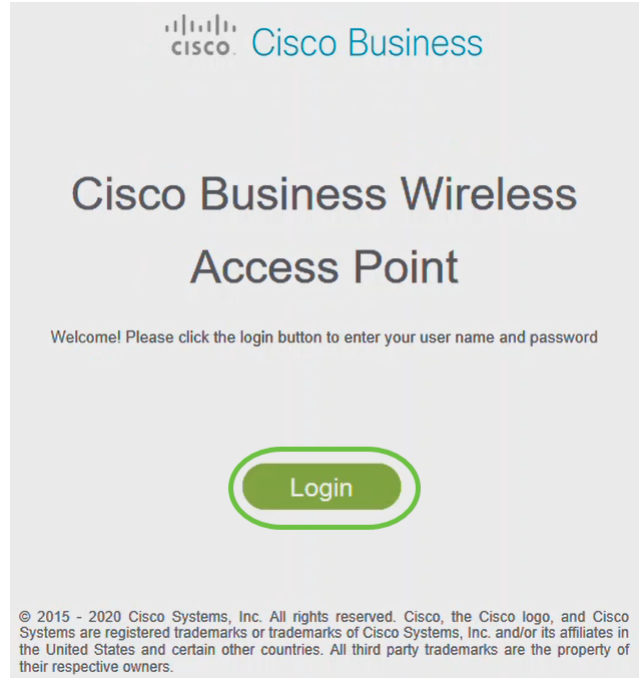 CISCO Cisco Business
Cisco Business Wireless
Access Point
Welcome! Please click the login button to enter your user name and password
Login
© 2015 - 2020 Cisco Systems, Inc. All rights reserved. Cisco, the Cisco logo, and Cisco
Systems are registered trademarks or trademarks of Cisco Systems, Inc. and/or its affiliates in
the United States and certain other countries. All third party trademarks are the property of
their respective owners.